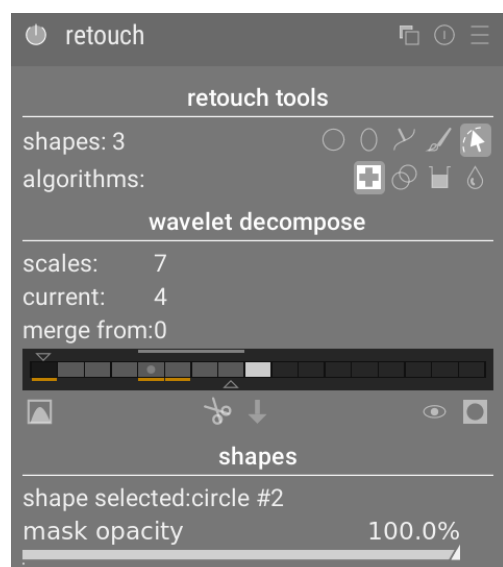 retouch
retouch tools
shapes: 3
algorithms:
wavelet decompose
scales: 7
current: 4
merge from:0
shapes
shape selected:circle #2
mask opacity 100.0%